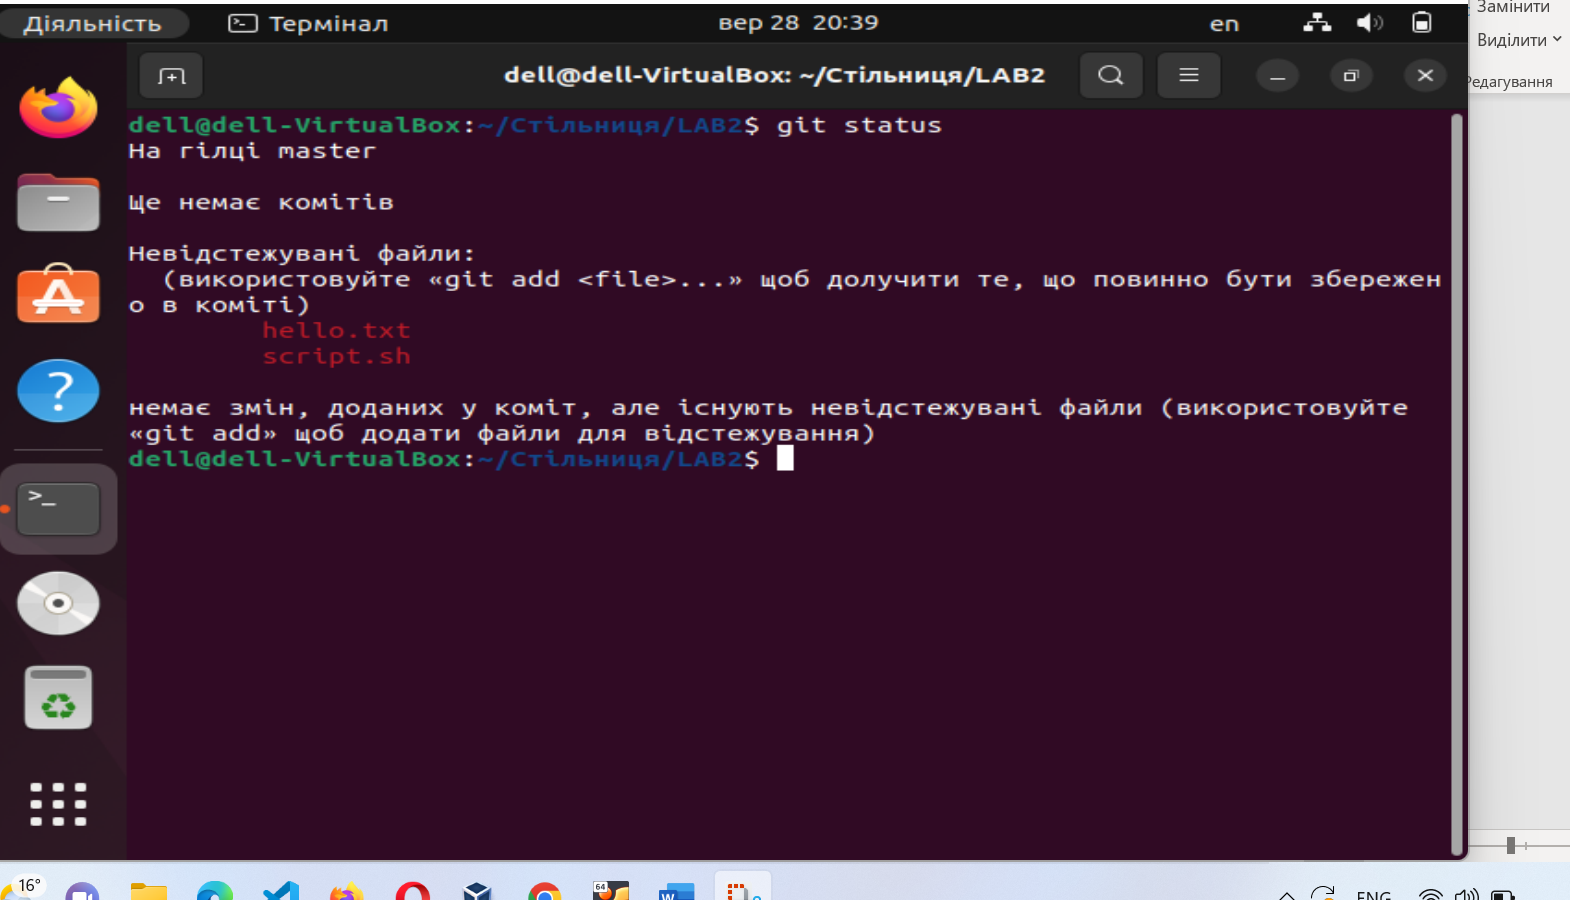 Діяльність
Термінал
вер 28 20:39
en
Замінити
Виділити
Редагування
dell@dell-VirtualBox: ~/Стільниця/LAB2
dell@dell-VirtualBox:~/Стільниця/LAB2$ git status
На гілці master
Ще немає комітів
Невідстежувані файли:
(використовуйте «git add <file>...» щоб долучити те, що повинно бути збережен
о в коміті)
hello.txt
script.sh
немає змін, доданих у коміт, але існують невідстежувані файли (використовуйте
«git add» щоб додати файли для відстежування)
dell@dell-VirtualBox:~/Стільниця/LAB2$
16°
64
W
ENG